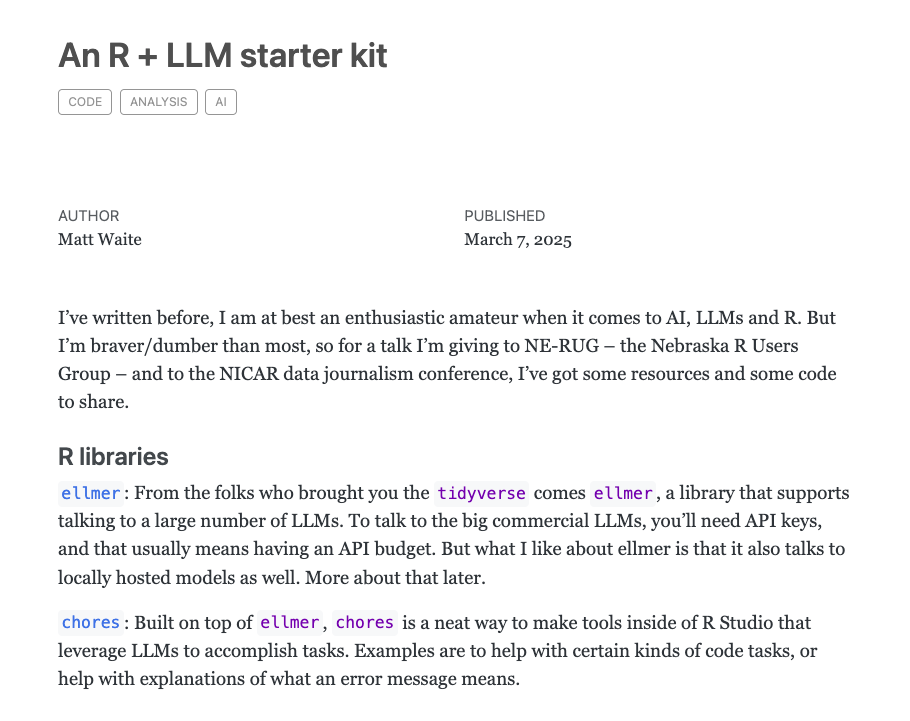 An R + LLM starter kit
CODE ANALYSIS AI
AUTHOR
Matt Waite
PUBLISHED
March 7, 2025
I’ve written before, I am at best an enthusiastic amateur when it comes to AI, LLMs and R. But
I’m braver/dumber than most, so for a talk I’m giving to NE-RUG – the Nebraska R Users
Group – and to the NICAR data journalism conference, I’ve got some resources and some code
to share.
R libraries
ellmer: From the folks who brought you the tidyverse comes ellmer, a library that supports
talking to a large number of LLMs. To talk to the big commercial LLMs, you’ll need API keys,
and that usually means having an API budget. But what I like about ellmer is that it also talks to
locally hosted models as well. More about that later.
chores: Built on top of ellmer, chores is a neat way to make tools inside of R Studio that
leverage LLMs to accomplish tasks. Examples are to help with certain kinds of code tasks, or
help with explanations of what an error message means.